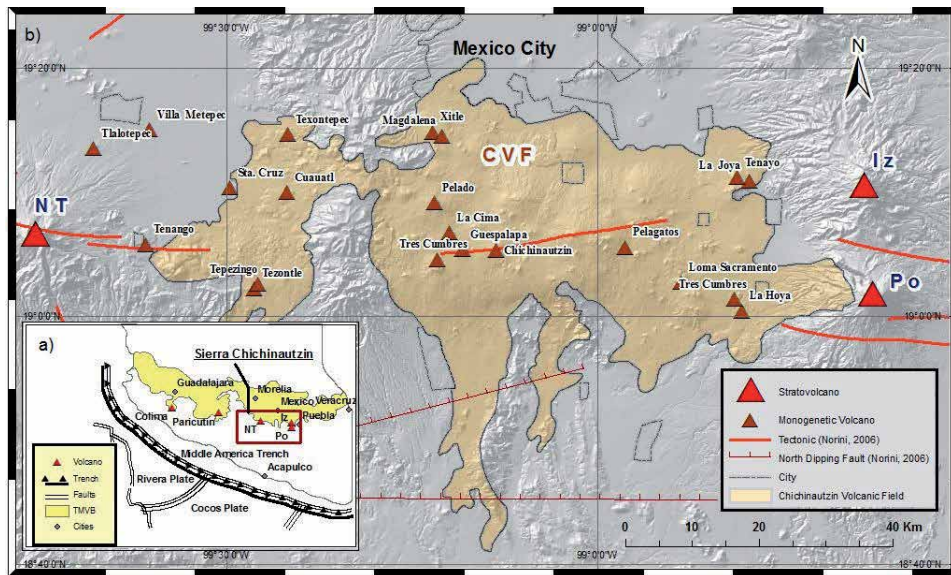 99°30'0"W
99°0'0"W
b)
Mexico City
N
19°20'0"N
19°20'0"N
Villa Metepec
Tlalotepec
Texontepec
Magdalena
Xitle
CVF
La Joya
Tenayo
Iz
Sta. Cruz
Cuauatl
Pelado
NT
La Cima
Tenango
Guespalapa
Tres Cumbres
Chichinautzin
Pelagatos
Tepezingo
Tezontle
Loma Sacramento
Tres Cumbres
La Hoya
Po
19°0'0"N
19°0'0"N
a)
Sierra Chichinautzin
Guadalajara
Morelia
Mexico
Veracruz
Colima
Paricutin
NT
Iz
Po
Puebla
Middle America Trench
Acapulco
Rivera Plate
Cocos Plate
Volcano
Trench
Faults
TMVB
Cities
Stratovolcano
Monogenetic Volcano
Tectonic (Norini, 2006)
North Dipping Fault (Norini, 2006)
City
Chichinautzin Volcanic Field
0 10 20 40 Km
18°40'0"N
99°30'0"W
99°0'0"W
18°40'0"N